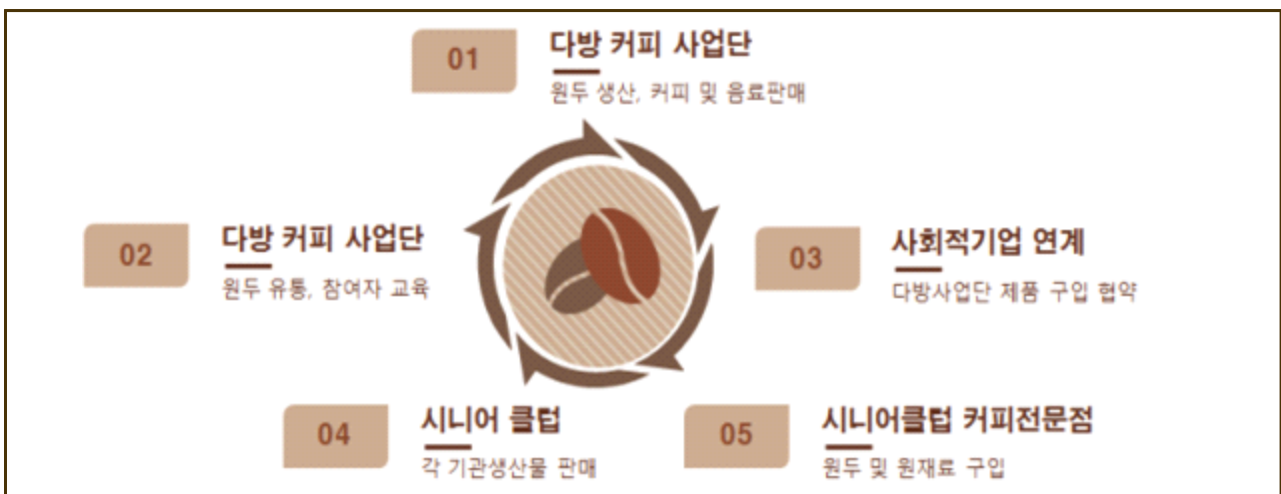 01
다방 커피 사업단
원두 생산, 커피 및 음료판매
02
다방 커피 사업단
원두 유통, 참여자 교육
03
사회적기업 연계
다방사업단 제품 구입 협약
04
시니어 클럽
각 기관생산물 판매
05
시니어클럽 커피전문점
원두 및 원재료 구입